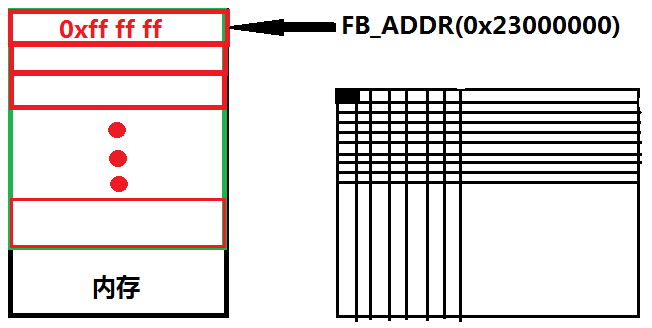 0xff ff ff
FB_ADDR(0x23000000)
内存